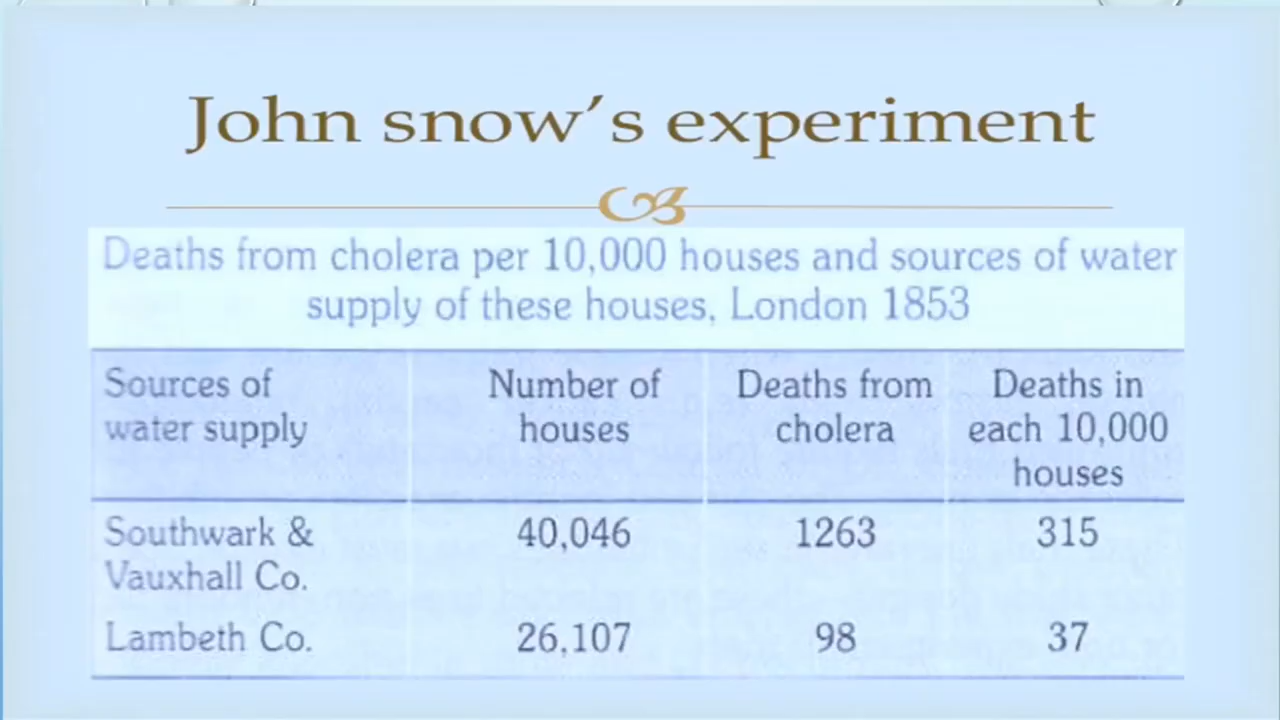 John snow's experiment
Deaths from cholera per 10,000 houses and sources of water
supply of these houses, London 1853
Sources of water supply Number of houses Deaths from cholera Deaths in each 10,000 houses
Southwark & Vauxhall Co. 40,046 1263 315
Lambeth Co. 26,107 98 37